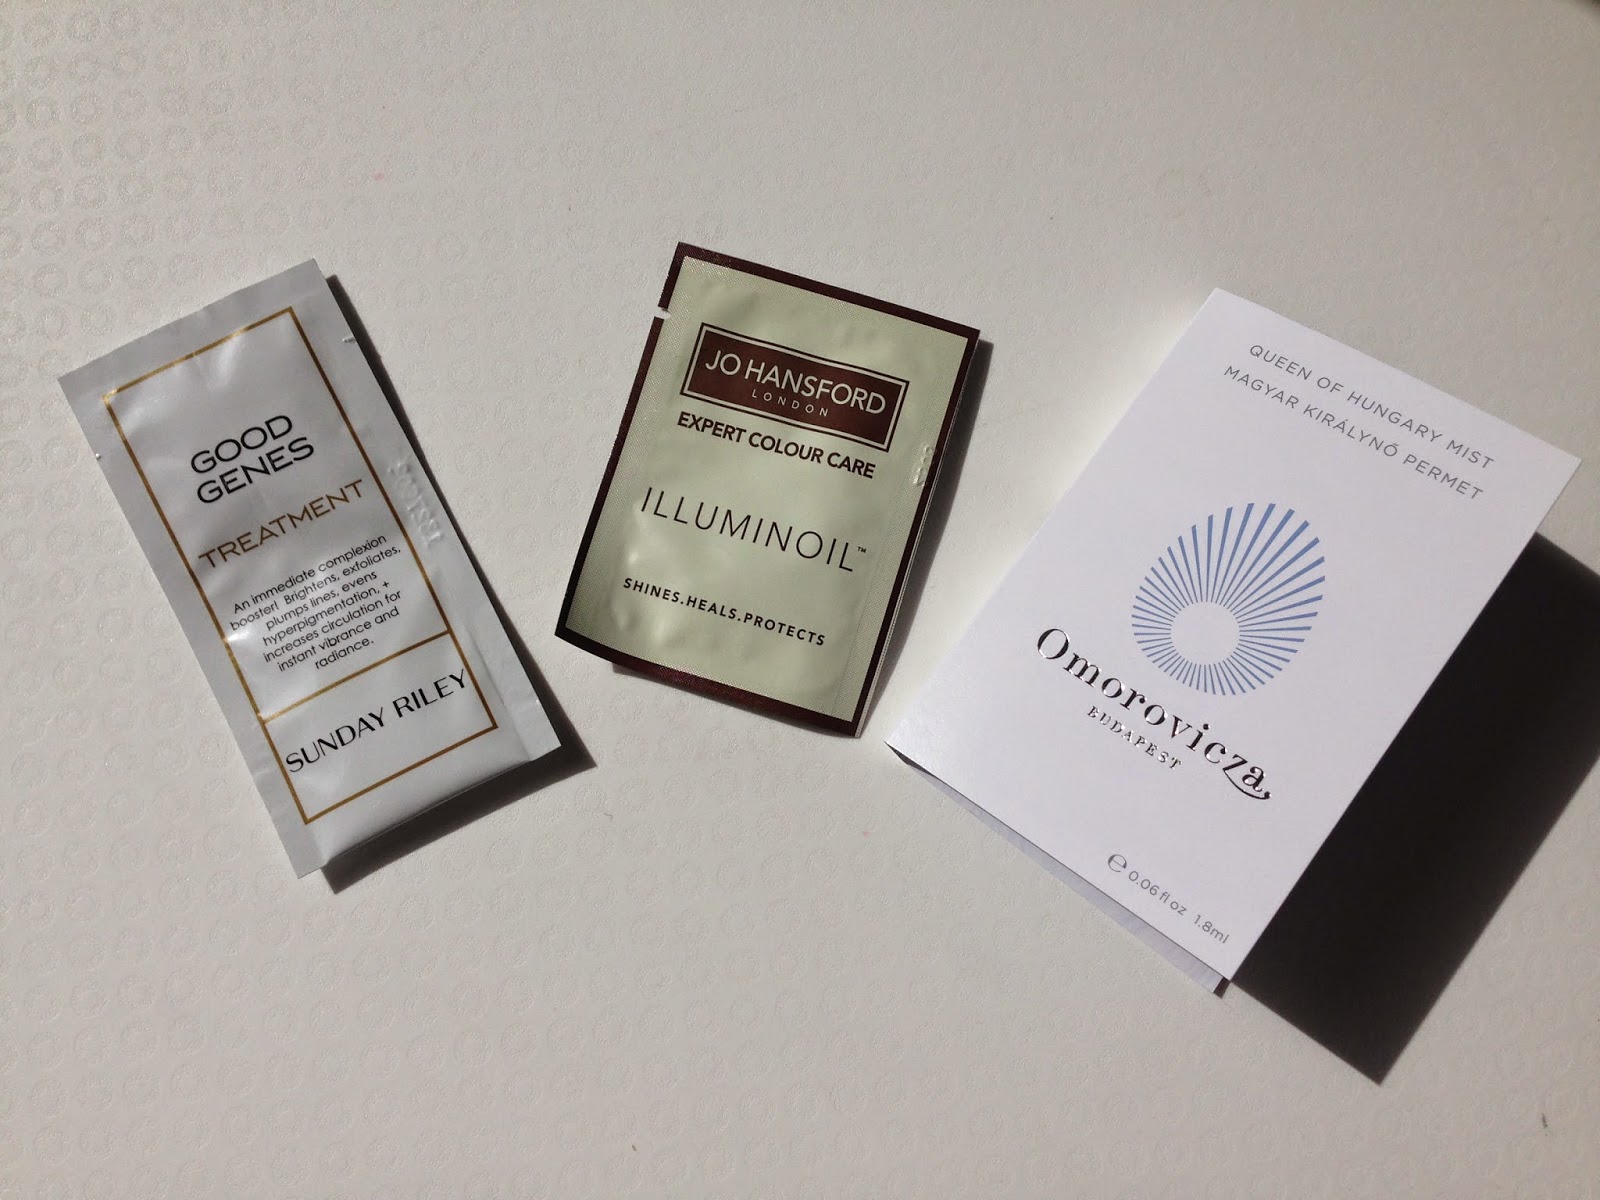 GOOD
GENES
TREATMENT
An immediate complexion
booster! Brightens, exfoliates,
plumps lines, evens
hyperpigmentation, +
increases circulation for
instant vibrance and
radiance.
SUNDAY RILEY
JO HANSFORD
LONDON
EXPERT COLOUR CARE
ILLUMINOIL™
SHINES.HEALS.PROTECTS
QUEEN OF HUNGARY MIST
MAGYAR KIRÁLYNŐ PERMET
Omorovicza
BUDAPEST
℮ 0.06 fl oz 1.8ml